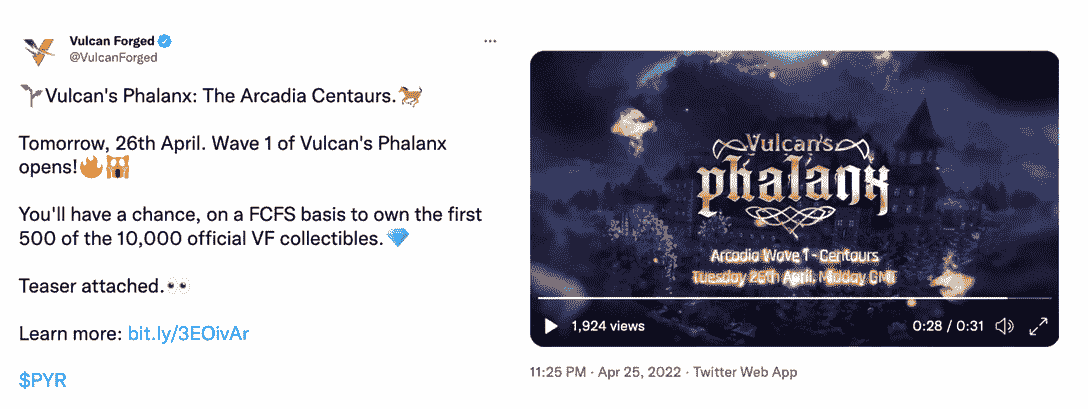 Vulcan Forged
@VulcanForged
Vulcan's Phalanx: The Arcadia Centaurs.
Tomorrow, 26th April. Wave 1 of Vulcan's Phalanx
opens!
You'll have a chance, on a FCFS basis to own the first
500 of the 10,000 official VF collectibles.
Teaser attached.
Learn more: bit.ly/3EOivAr
$PYR
Vulcan's
phalanx
Arcadia Wave 1 - Centaurs
Tuesday 26th April, Midday GMT
1,924 views
0:28 / 0:31
11:25 PM · Apr 25, 2022 · Twitter Web App